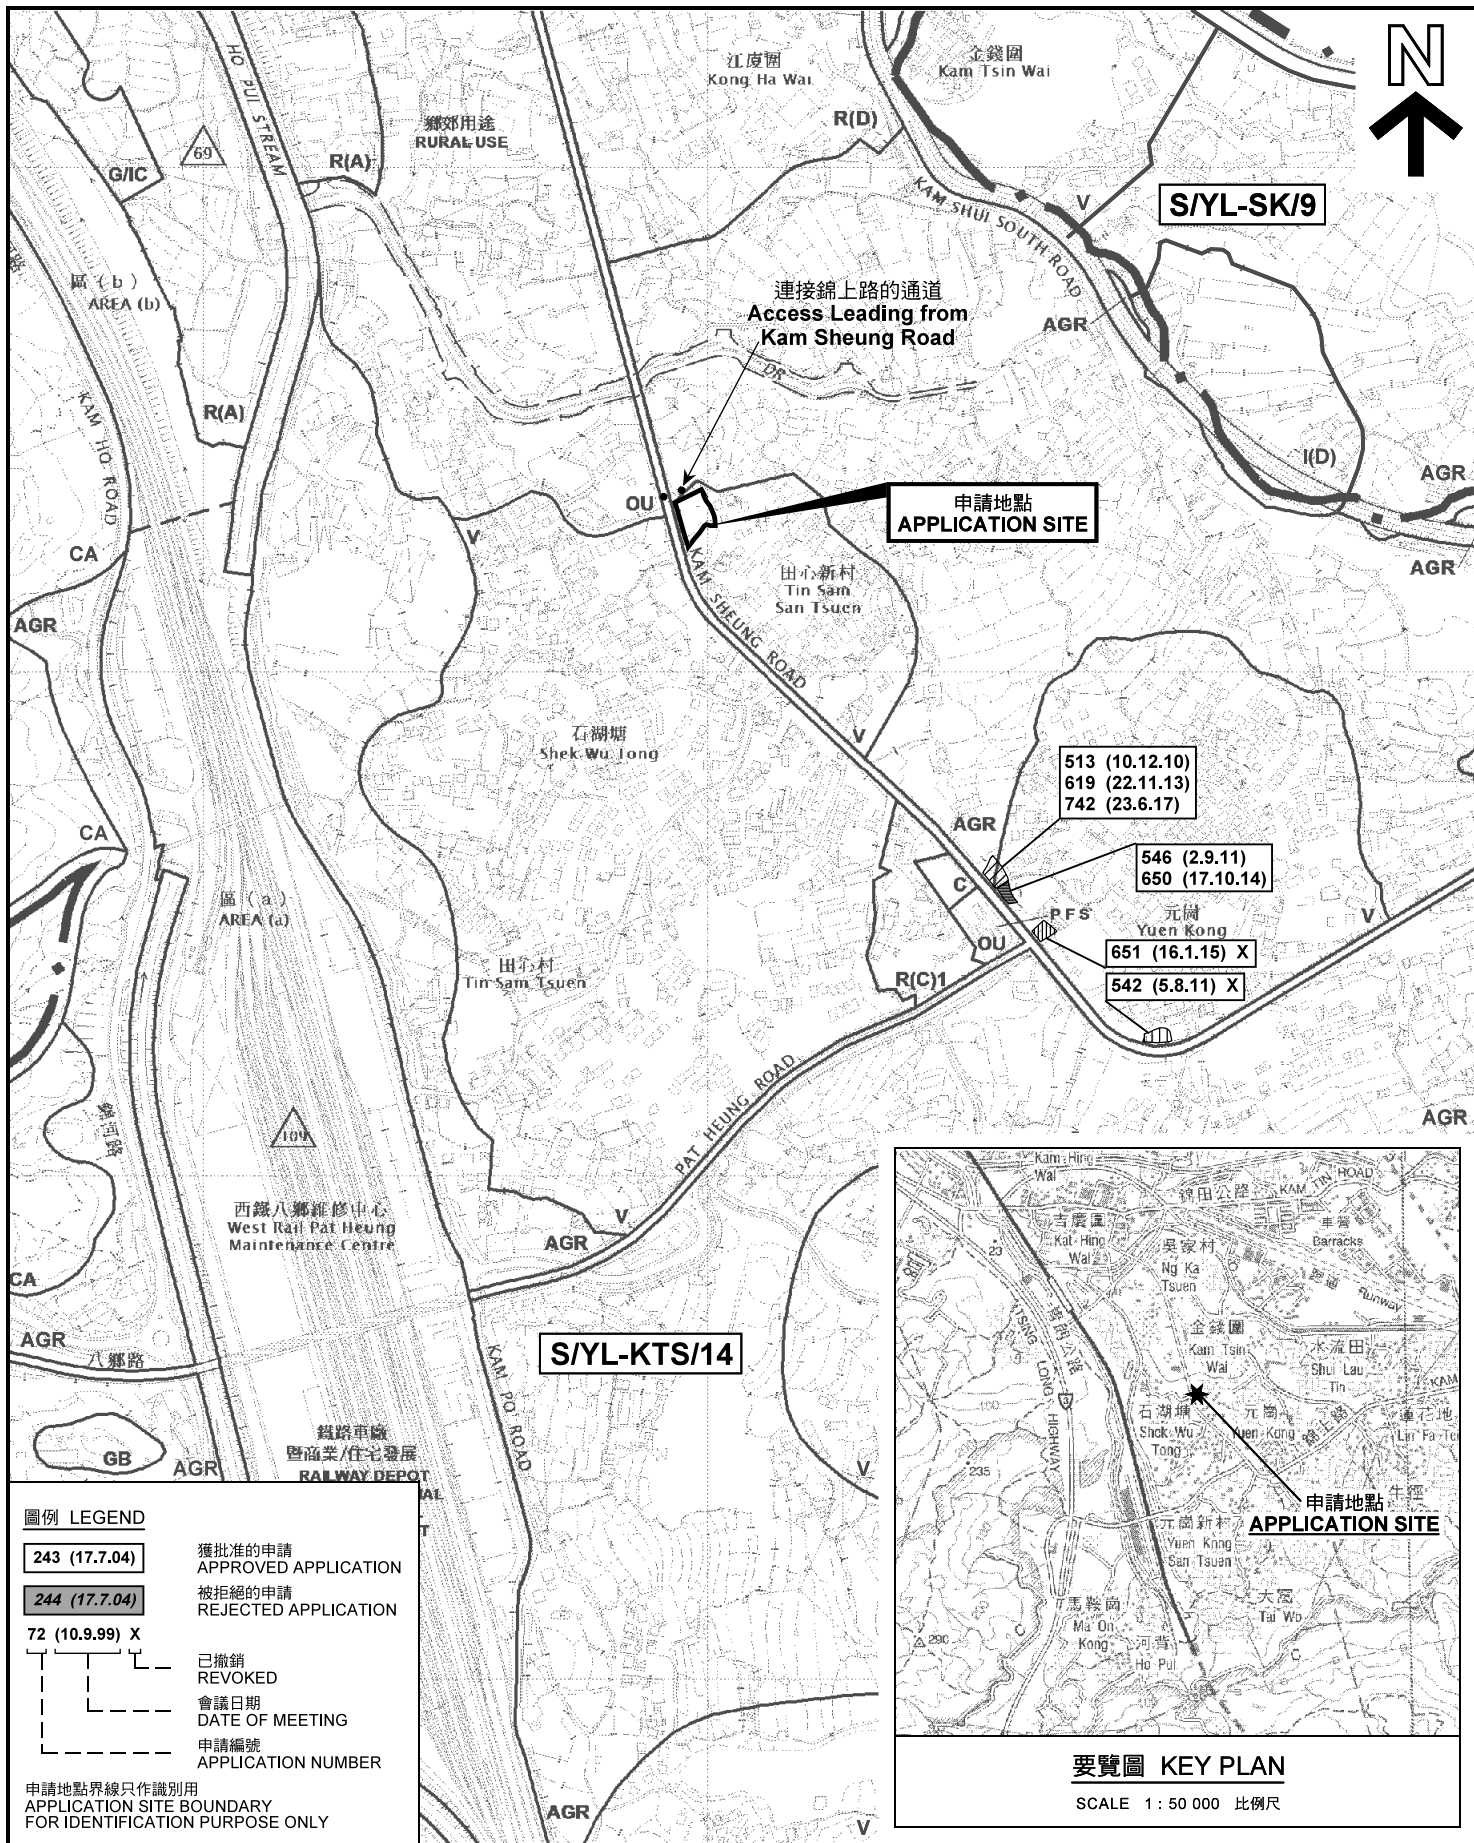 江廈圍
Kong Ha Wai
金錢圍
Kam Tsin Wai
N
HO PUI STREAM
鄉郊用途
RURAL USE
R(D)
69
G/IC
R(A)
KAM SHUI SOUTH ROAD
V
S/YL-SK/9
區 ( b )
AREA (b)
連接錦上路的通道
Access Leading from
Kam Sheung Road
AGR
DR
R(A)
KAM HO ROAD
I(D)
AGR
OU
申請地點
APPLICATION SITE
V
CA
KAM SHEUNG ROAD
田心新村
Tin Sam
San Tsuen
AGR
AGR
石湖塘
Shek Wu Tong
V
513 (10.12.10)
619 (22.11.13)
742 (23.6.17)
AGR
CA
546 (2.9.11)
650 (17.10.14)
C
區 ( a )
AREA (a)
P F S
元崗
Yuen Kong
V
OU
651 (16.1.15) X
田心村
Tin Sam Tsuen
R(C)1
542 (5.8.11) X
PAT HEUNG ROAD
錦河路
109
AGR
西鐵八鄉維修中心
West Rail Pat Heung
Maintenance Centre
V
AGR
CA
AGR
八鄉路
S/YL-KTS/14
KAM PO ROAD
鐵路車廠
暨商業/住宅發展
RAILWAY DEPOT
GB
AGR
V
AGR
V
圖例 LEGEND
243 (17.7.04)
獲批准的申請
APPROVED APPLICATION
244 (17.7.04)
被拒絕的申請
REJECTED APPLICATION
72 (10.9.99) X
已撤銷
REVOKED
會議日期
DATE OF MEETING
申請編號
APPLICATION NUMBER
申請地點界線只作識別用
APPLICATION SITE BOUNDARY
FOR IDENTIFICATION PURPOSE ONLY
Kam Hing
Wai
錦田公路
KAM TIN ROAD
吉慶圍
Kat Hing
Wai
23
吳家村
Ng Ka
Tsuen
軍營
Barracks
Runway
TSING LONG HIGHWAY
金錢圍
Kam Tsin
Wai
水流田
Shui Lau
Tin
KAM
3
100
石湖塘
Shek Wu
Tong
元崗
Yuen Kong
蓮花地
235
牛徑
申請地點
APPLICATION SITE
元崗新村
Yuen Kong
San Tsuen
馬鞍崗
Ma On
Kong
大窩
Tai Wo
290
河背
Ho Pui
要覽圖 KEY PLAN
SCALE 1 : 50 000 比例尺